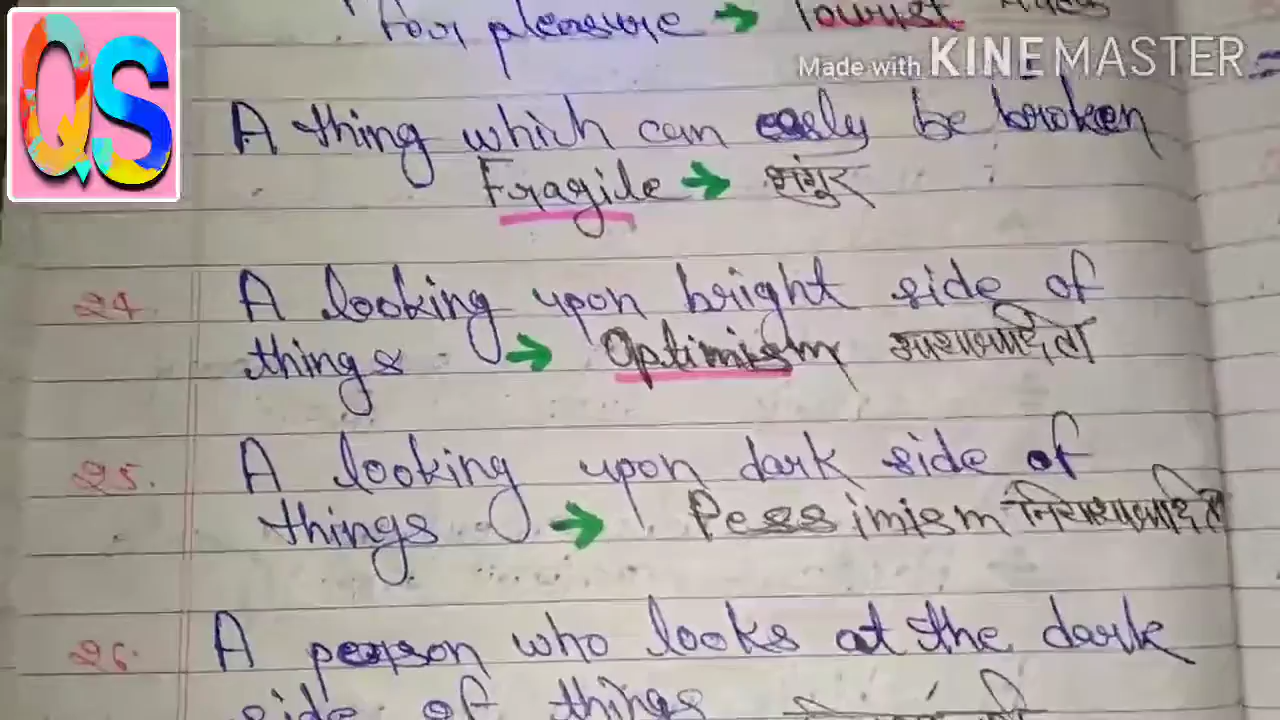 QS
Made with KINEMASTER
for pleasure → Tourist
A thing which can easly be broken
Fragile → भंगुर
24. A looking upon bright side of
things → Optimism आशावादिता
25. A looking upon dark side of
things → Pessimism निराशावादिता
26. A person who looks at the dark
side of things